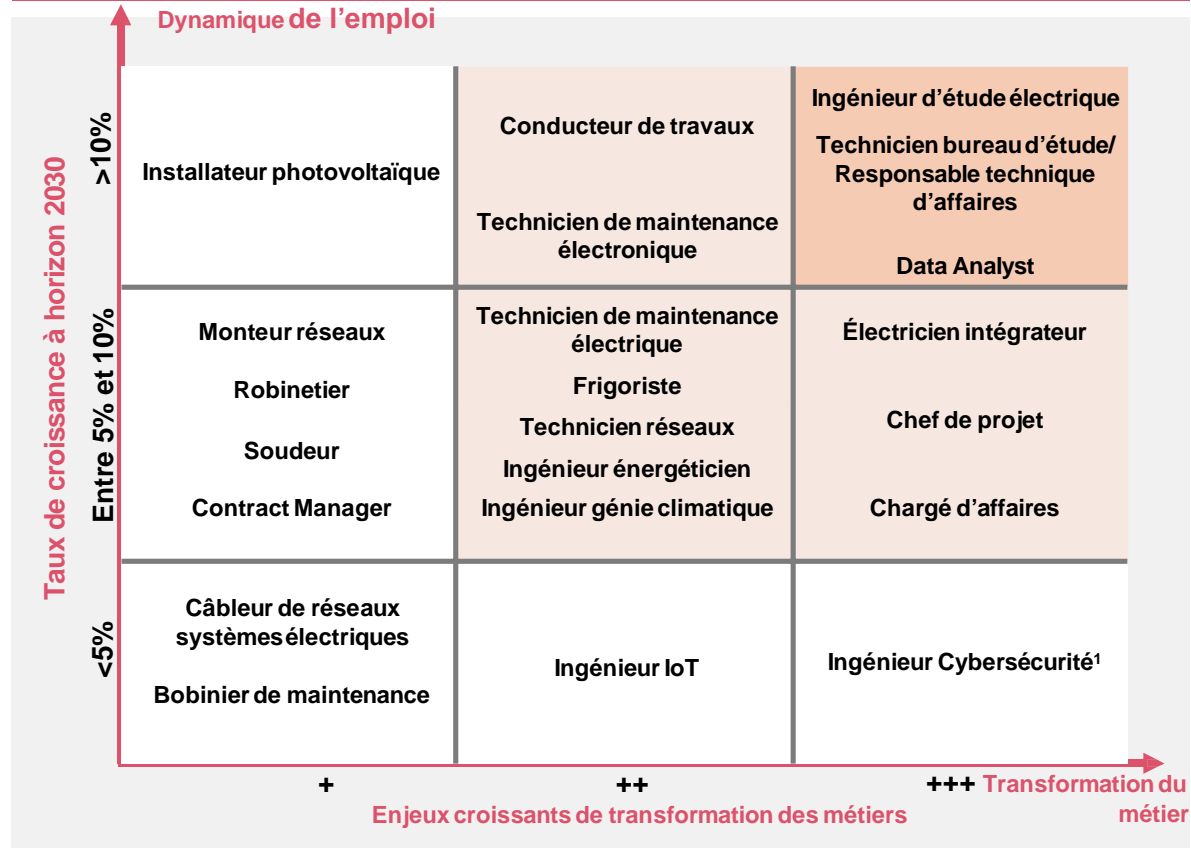 Dynamique de l'emploi
Taux de croissance à horizon 2030
>10%
Installateur photovoltaïque
Conducteur de travaux
Technicien de maintenance
électronique
Ingénieur d'étude électrique
Technicien bureau d'étude/
Responsable technique
d'affaires
Data Analyst
Entre 5% et 10%
Monteur réseaux
Robinetier
Soudeur
Contract Manager
Technicien de maintenance
électrique
Frigoriste
Technicien réseaux
Ingénieur énergéticien
Ingénieur génie climatique
Électricien intégrateur
Chef de projet
Chargé d'affaires
<5%
Câbleur de réseaux
systèmes électriques
Bobinier de maintenance
Ingénieur IoT
Ingénieur Cybersécurité¹
+
++
+++
Transformation du
métier
Enjeux croissants de transformation des métiers